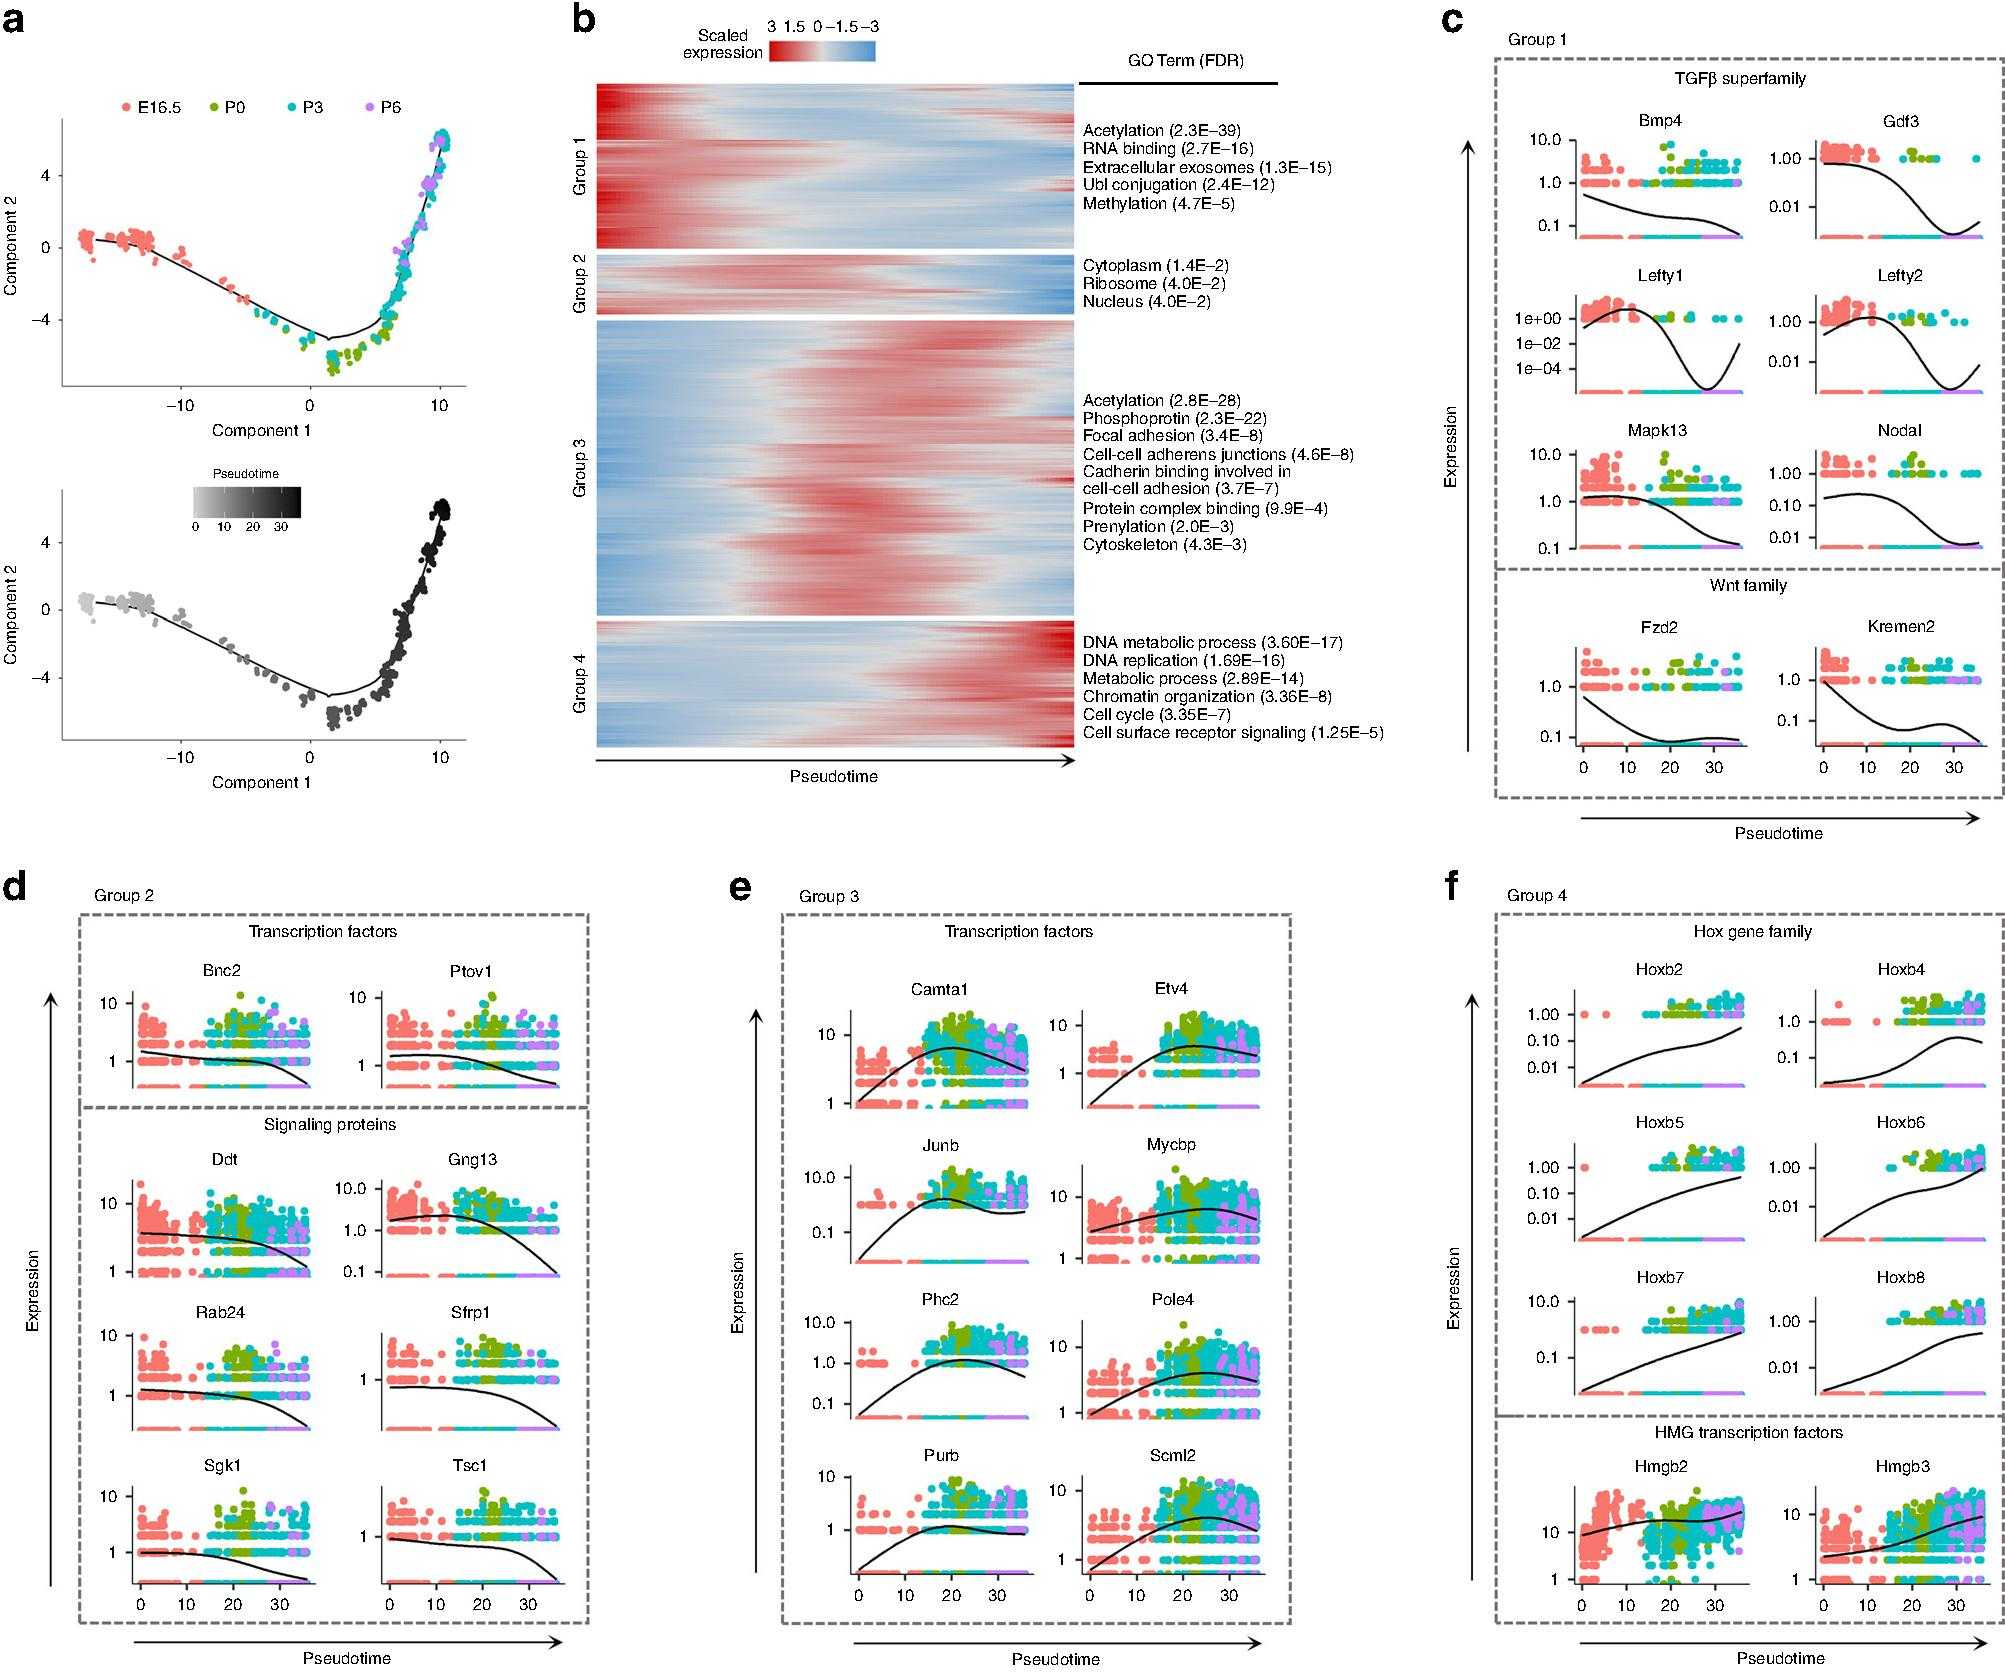 a
E16.5 P0 P3 P6
Component 2
4
0
−4
−10 0 10
Component 1
Pseudotime
0 10 20 30
Component 2
4
0
−4
−10 0 10
Component 1
b
Scaled
expression
3 1.5 0 −1.5 −3
GO Term (FDR)
Group 1
Acetylation (2.3E−39)
RNA binding (2.7E−16)
Extracellular exosomes (1.3E−15)
Ubl conjugation (2.4E−12)
Methylation (4.7E−5)
Group 2
Cytoplasm (1.4E−2)
Ribosome (4.0E−2)
Nucleus (4.0E−2)
Group 3
Acetylation (2.8E−28)
Phosphoprotin (2.3E−22)
Focal adhesion (3.4E−8)
Cell-cell adherens junctions (4.6E−8)
Cadherin binding involved in
cell-cell adhesion (3.7E−7)
Protein complex binding (9.9E−4)
Prenylation (2.0E−3)
Cytoskeleton (4.3E−3)
Group 4
DNA metabolic process (3.60E−17)
DNA replication (1.69E−16)
Metabolic process (2.89E−14)
Chromatin organization (3.36E−8)
Cell cycle (3.35E−7)
Cell surface receptor signaling (1.25E−5)
Pseudotime
c
Group 1
TGFβ superfamily
Expression
Bmp4
10.0
1.0
0.1
Gdf3
1.00
0.01
Lefty1
1e+00
1e−02
1e−04
Lefty2
1.00
0.01
Mapk13
10.0
1.0
0.1
Nodal
1.00
0.10
0.01
Wnt family
Fzd2
1.0
0.1
0 10 20 30
Kremen2
1.0
0.1
0 10 20 30
Pseudotime
d
Group 2
Transcription factors
Expression
Bnc2
10
1
Ptov1
10
1
Signaling proteins
Ddt
10
1
Gng13
10.0
1.0
0.1
Rab24
10
1
Sfrp1
1
Sgk1
10
1
0 10 20 30
Tsc1
1
0 10 20 30
Pseudotime
e
Group 3
Transcription factors
Expression
Camta1
10
1
Etv4
10
1
Junb
10.0
0.1
Mycbp
10
1
Phc2
10.0
1.0
0.1
Pole4
10
1
Purb
10
1
0 10 20 30
Scml2
10
1
0 10 20 30
Pseudotime
f
Group 4
Hox gene family
Expression
Hoxb2
1.00
0.10
0.01
Hoxb4
1.0
0.1
Hoxb5
1.00
0.10
0.01
Hoxb6
1.00
0.01
Hoxb7
10.0
0.1
Hoxb8
1.00
0.01
HMG transcription factors
Hmgb2
10
1
0 10 20 30
Hmgb3
10
1
0 10 20 30
Pseudotime